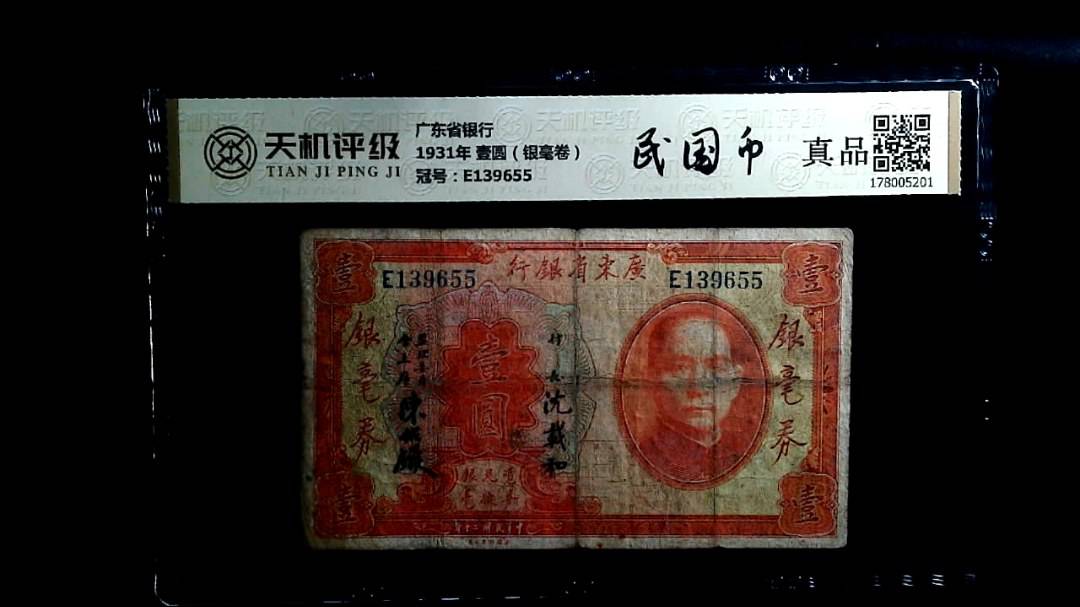 天机评级
TIAN JI PING JI
广东省银行
1931年 壹圆（银毫卷）
冠号：E139655
民国币
真品
178005201
壹
行銀省東廣
壹
E139655
E139655
銀毫券
壹圓
行長
沈載和
銀毫券
壹
壹